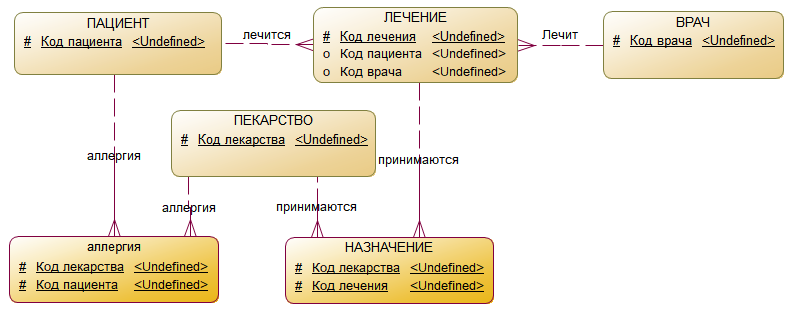 ПАЦИЕНТ
# Код пациента <Undefined>
лечится
ЛЕЧЕНИЕ
# Код лечения <Undefined>
o Код пациента <Undefined>
o Код врача <Undefined>
Лечит
ВРАЧ
# Код врача <Undefined>
ПЕКАРСТВО
# Код лекарства <Undefined>
аллергия
принимаются
аллергия
принимаются
аллергия
# Код лекарства <Undefined>
# Код пациента <Undefined>
НАЗНАЧЕНИЕ
# Код лекарства <Undefined>
# Код лечения <Undefined>